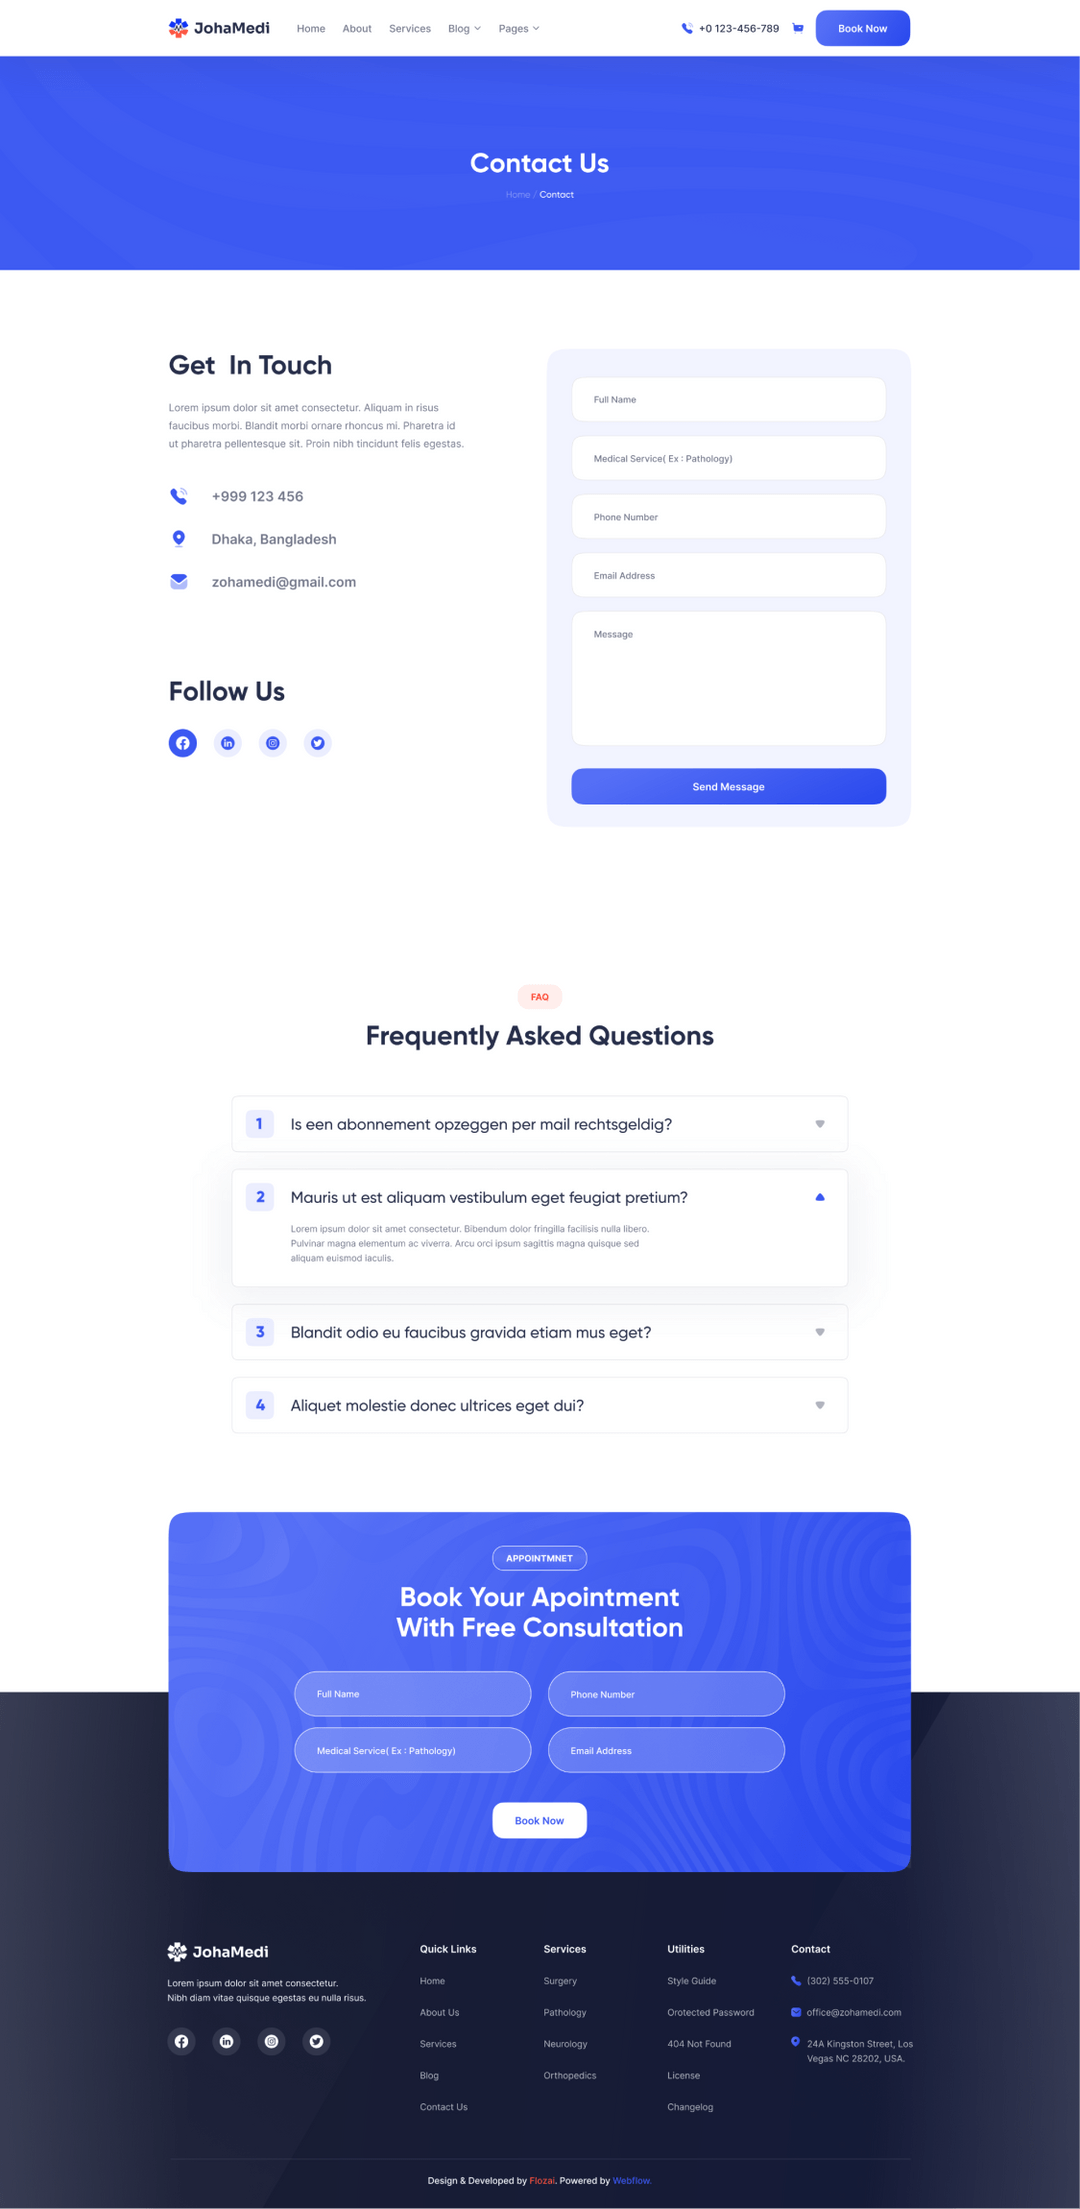 JohaMedi
Home
About
Services
Blog
Pages
+0 123-456-789
Book Now
Contact Us
Home / Contact
Get In Touch
Lorem ipsum dolor sit amet consectetur. Aliquam in risus
faucibus morbi. Blandit morbi ornare rhoncus mi. Pharetra id
ut pharetra pellentesque sit. Proin nibh tincidunt felis egestas.
+999 123 456
Dhaka, Bangladesh
zohamedi@gmail.com
Follow Us
Full Name
Medical Service( Ex : Pathology)
Phone Number
Email Address
Message
Send Message
FAQ
Frequently Asked Questions
1
Is een abonnement opzeggen per mail rechtsgeldig?
2
Mauris ut est aliquam vestibulum eget feugiat pretium?
Lorem ipsum dolor sit amet consectetur. Bibendum dolor fringilla facilisis nulla libero.
Pulvinar magna elementum ac viverra. Arcu orci ipsum sagittis magna quisque sed
aliquam euismod iaculis.
3
Blandit odio eu faucibus gravida etiam mus eget?
4
Aliquet molestie donec ultrices eget dui?
APPOINTMNET
Book Your Apointment
With Free Consultation
Full Name
Phone Number
Medical Service( Ex : Pathology)
Email Address
Book Now
JohaMedi
Lorem ipsum dolor sit amet consectetur.
Nibh diam vitae quisque egestas eu nulla risus.
Quick Links
Home
About Us
Services
Blog
Contact Us
Services
Surgery
Pathology
Neurology
Orthopedics
Utilities
Style Guide
Orotected Password
404 Not Found
License
Changelog
Contact
(302) 555-0107
office@zohamedi.com
24A Kingston Street, Los
Vegas NC 28202, USA.
Design & Developed by Flozai. Powered by Webflow.